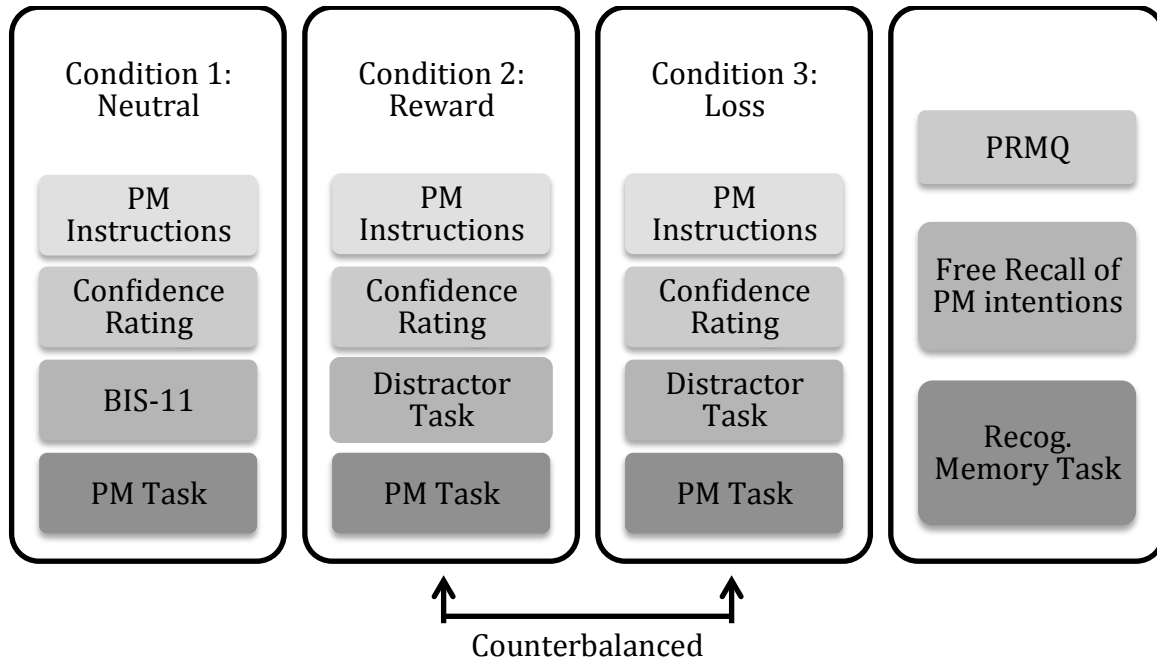 Condition 1:
Neutral
PM
Instructions
Confidence
Rating
BIS-11
PM Task
Condition 2:
Reward
PM
Instructions
Confidence
Rating
Distractor
Task
PM Task
Condition 3:
Loss
PM
Instructions
Confidence
Rating
Distractor
Task
PM Task
PRMQ
Free Recall of
PM intentions
Recog.
Memory Task
Counterbalanced